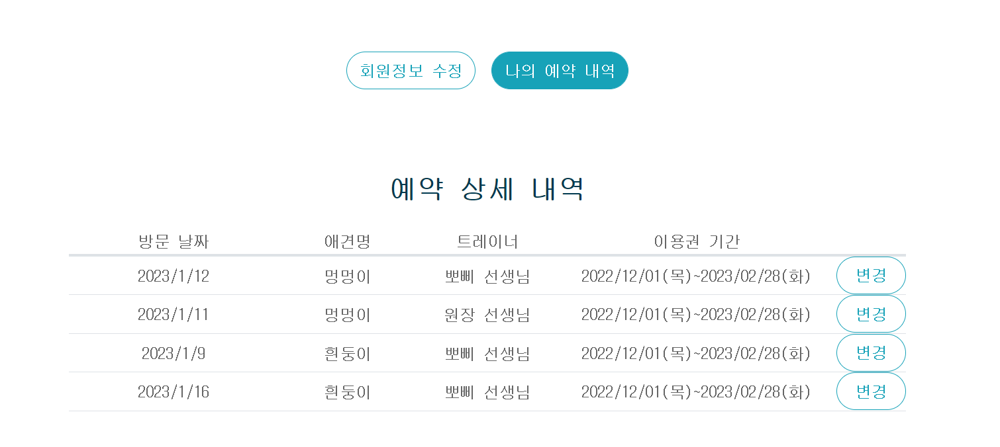 회원정보 수정 나의 예약 내역
예약 상세 내역
방문 날짜 애견명 트레이너 이용권 기간
2023/1/12 멍멍이 뽀삐 선생님 2022/12/01(목)~2023/02/28(화) 변경
2023/1/11 멍멍이 원장 선생님 2022/12/01(목)~2023/02/28(화) 변경
2023/1/9 흰둥이 뽀삐 선생님 2022/12/01(목)~2023/02/28(화) 변경
2023/1/16 흰둥이 뽀삐 선생님 2022/12/01(목)~2023/02/28(화) 변경